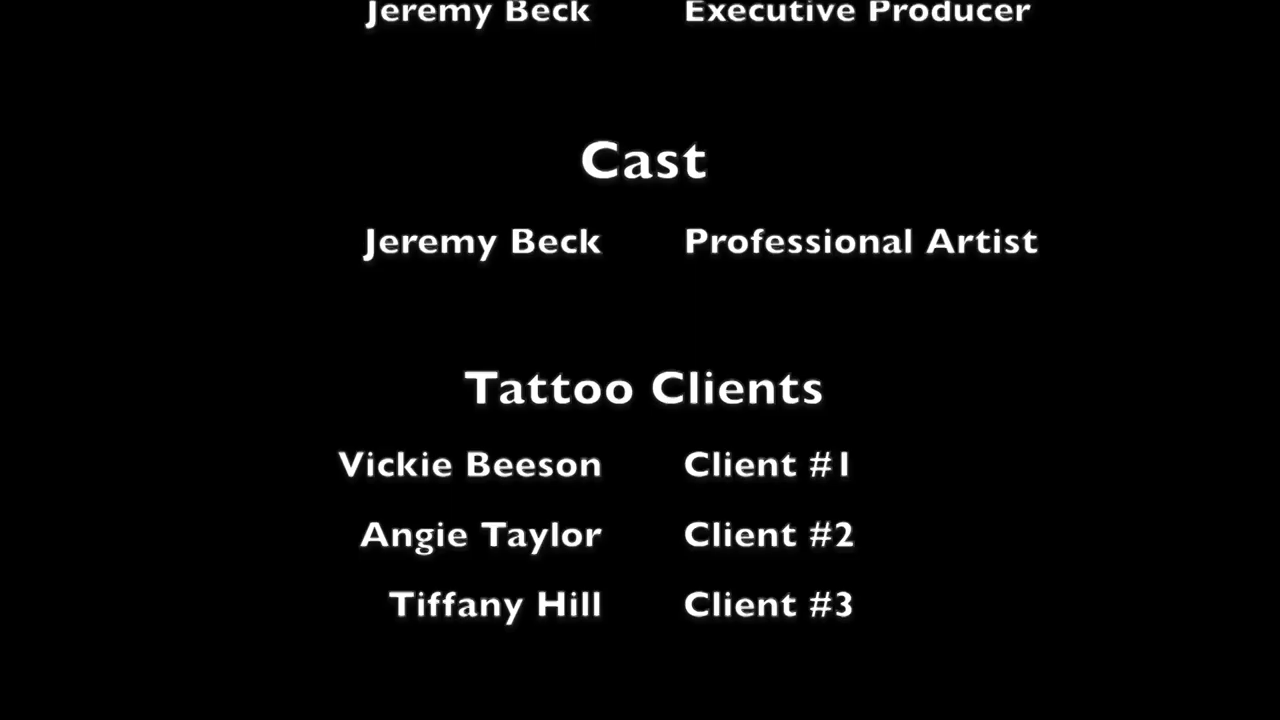 Jeremy Beck Executive Producer
Cast
Jeremy Beck Professional Artist
Tattoo Clients
Vickie Beeson Client #1
Angie Taylor Client #2
Tiffany Hill Client #3